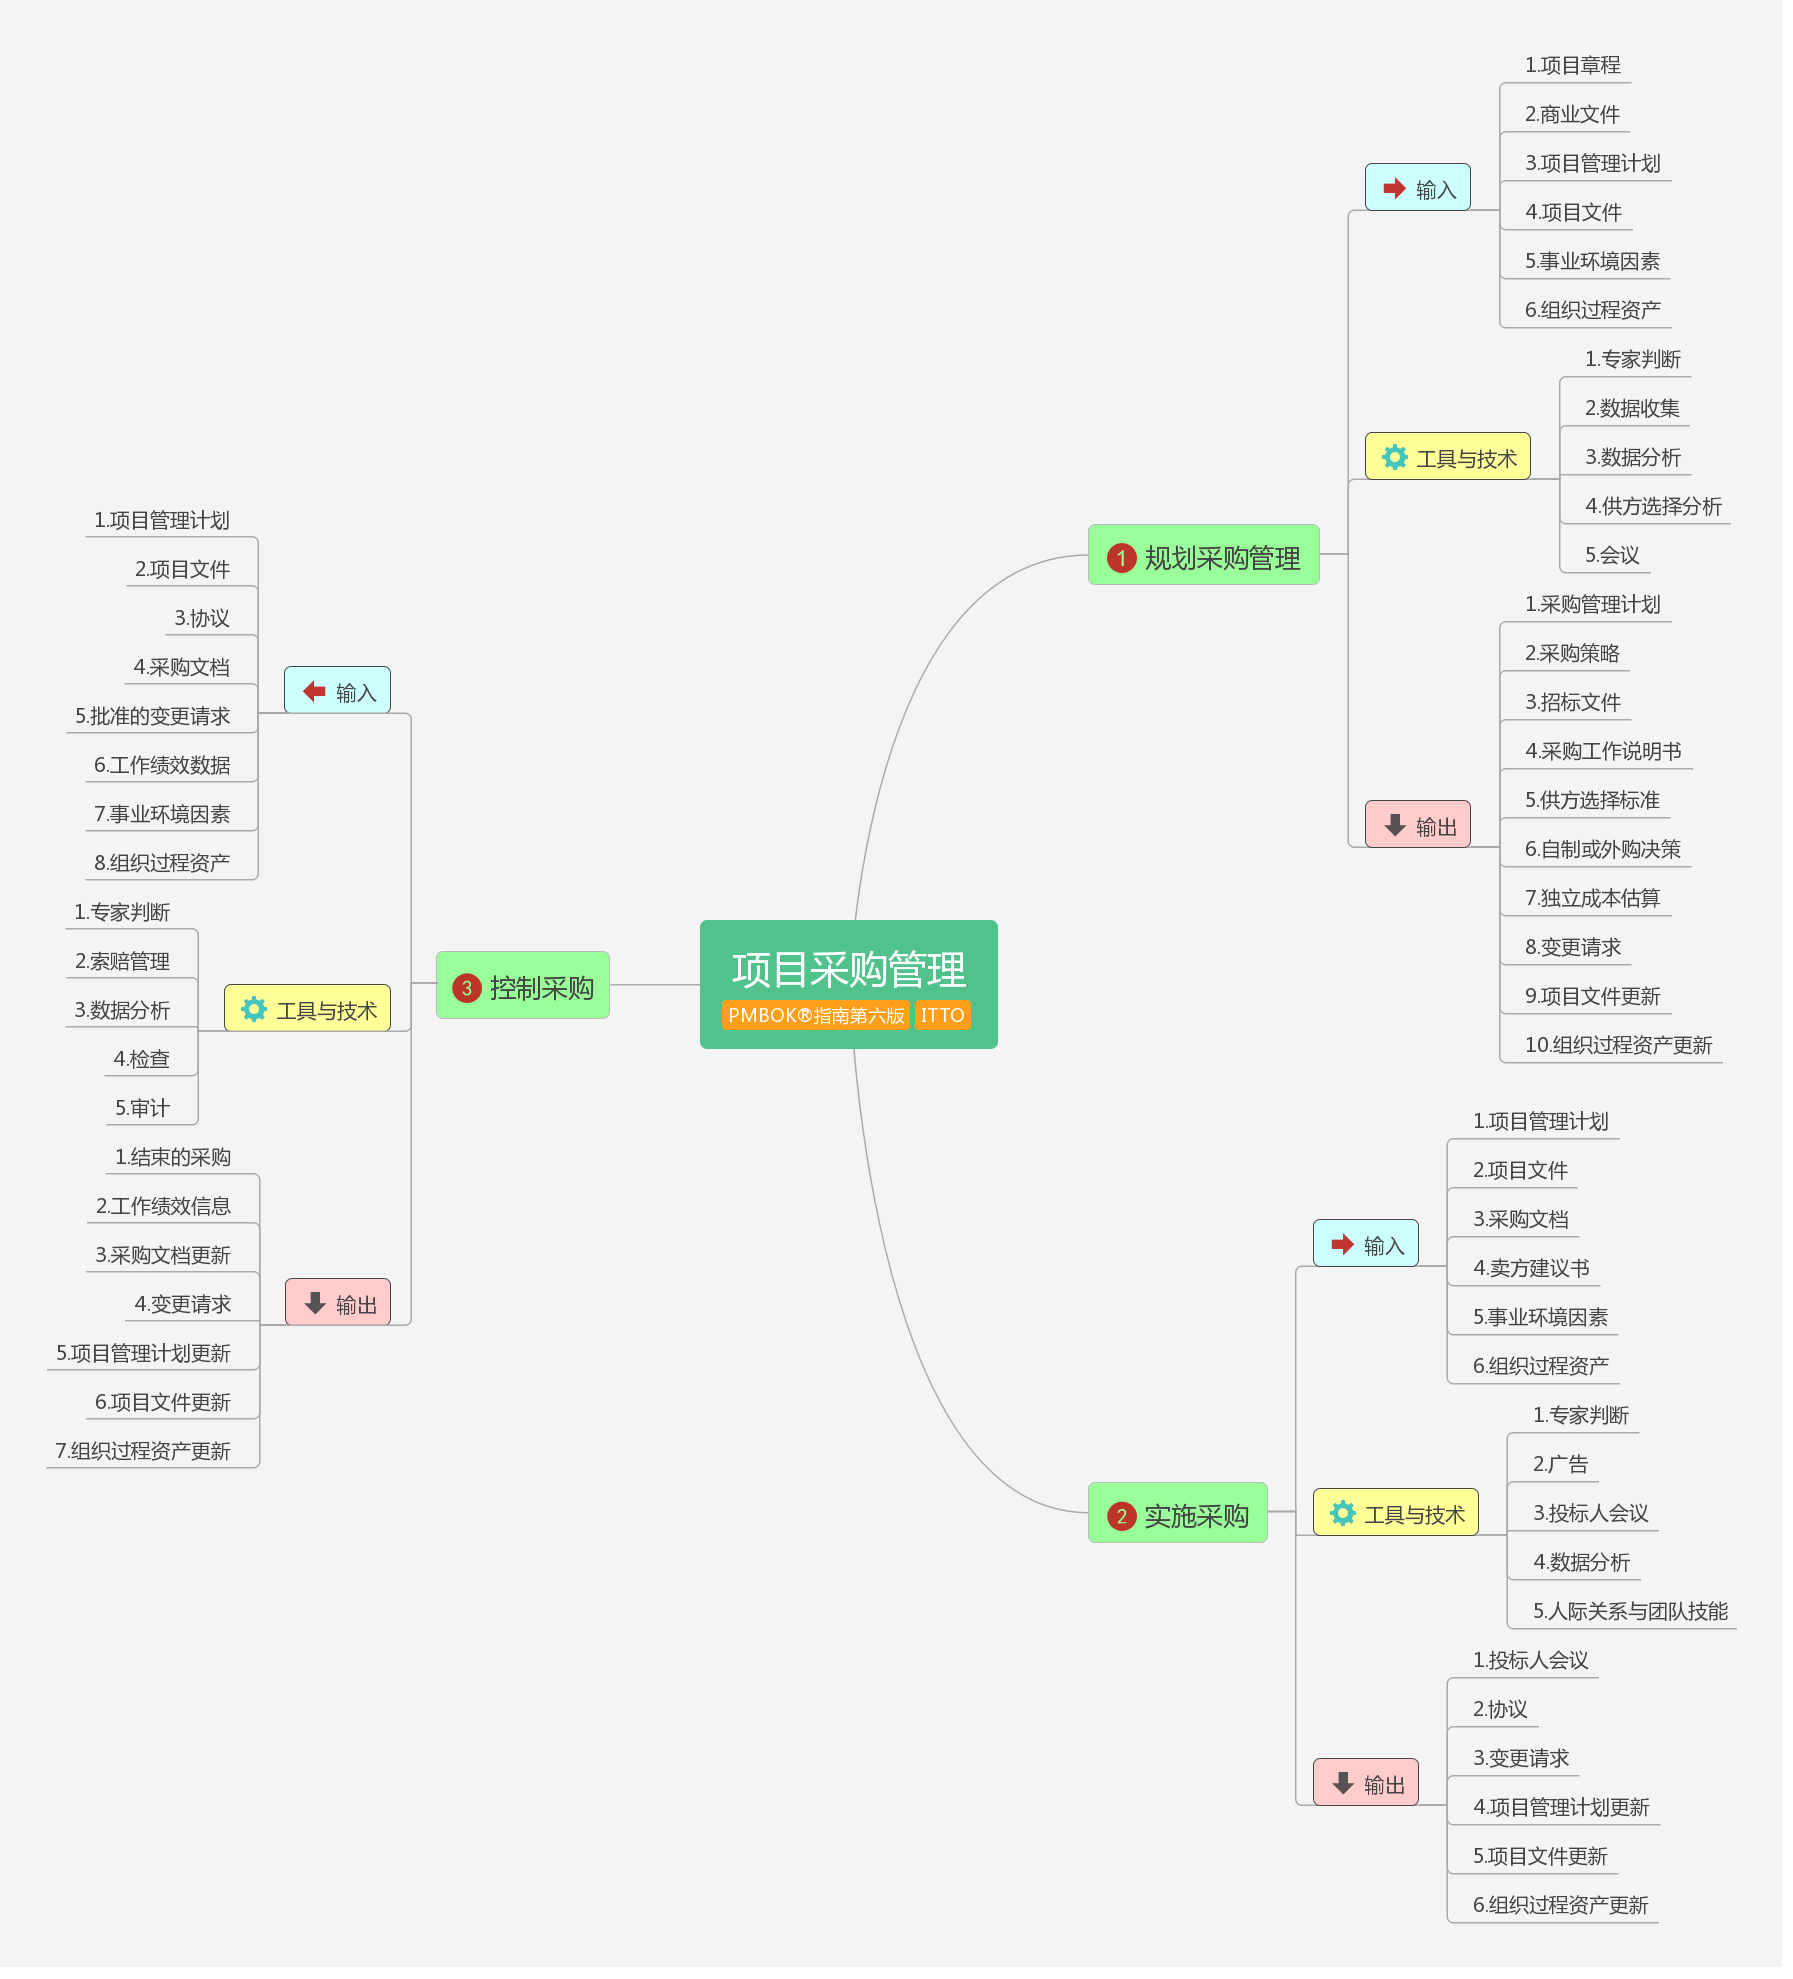 项目采购管理
PMBOK®指南第六版 ITTO
1 规划采购管理
输入
1.项目章程
2.商业文件
3.项目管理计划
4.项目文件
5.事业环境因素
6.组织过程资产
工具与技术
1.专家判断
2.数据收集
3.数据分析
4.供方选择分析
5.会议
输出
1.采购管理计划
2.采购策略
3.招标文件
4.采购工作说明书
5.供方选择标准
6.自制或外购决策
7.独立成本估算
8.变更请求
9.项目文件更新
10.组织过程资产更新
2 实施采购
输入
1.项目管理计划
2.项目文件
3.采购文档
4.卖方建议书
5.事业环境因素
6.组织过程资产
工具与技术
1.专家判断
2.广告
3.投标人会议
4.数据分析
5.人际关系与团队技能
输出
1.投标人会议
2.协议
3.变更请求
4.项目管理计划更新
5.项目文件更新
6.组织过程资产更新
3 控制采购
输入
1.项目管理计划
2.项目文件
3.协议
4.采购文档
5.批准的变更请求
6.工作绩效数据
7.事业环境因素
8.组织过程资产
工具与技术
1.专家判断
2.索赔管理
3.数据分析
4.检查
5.审计
输出
1.结束的采购
2.工作绩效信息
3.采购文档更新
4.变更请求
5.项目管理计划更新
6.项目文件更新
7.组织过程资产更新